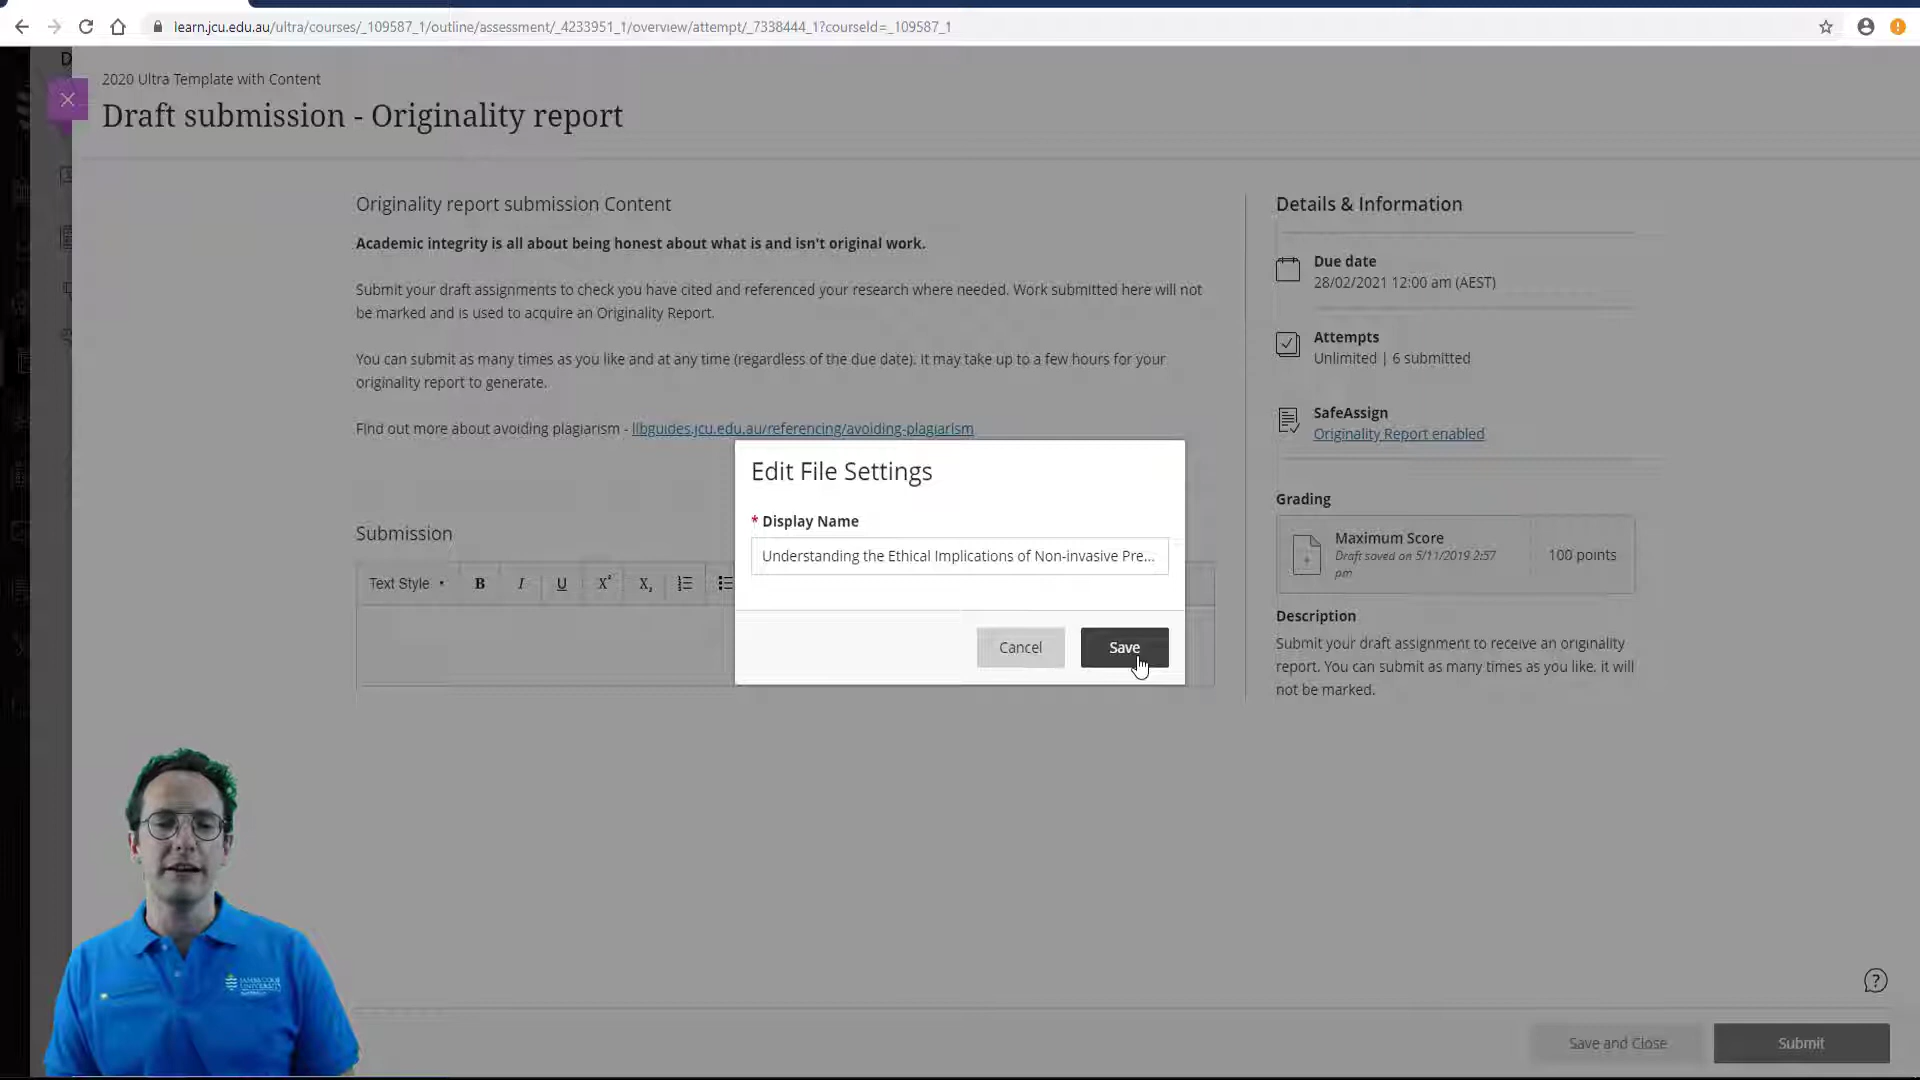 learn.jcu.edu.au/ultra/courses/_109587_1/outline/assessment/_4233951_1/overview/attempt/_7338444_1?courseId=_109587_1
D
2020 Ultra Template with Content
Draft submission - Originality report
Originality report submission Content
Academic integrity is all about being honest about what is and isn't original work.
Submit your draft assignments to check you have cited and referenced your research where needed. Work submitted here will not
be marked and is used to acquire an Originality Report.
You can submit as many times as you like and at any time (regardless of the due date). It may take up to a few hours for your
originality report to generate.
Find out more about avoiding plagiarism - libguides.jcu.edu.au/referencing/avoiding-plagiarism
Submission
Text Style
B I U X² X,
Edit File Settings
* Display Name
Understanding the Ethical Implications of Non-invasive Pre...
Cancel
Save
Details & Information
Due date
28/02/2021 12:00 am (AEST)
Attempts
Unlimited | 6 submitted
SafeAssign
Originality Report enabled
Grading
Maximum Score
Draft saved on 5/11/2019 2:57
pm
100 points
Description
Submit your draft assignment to receive an originality
report. You can submit as many times as you like. it will
not be marked.
JAMES COOK
UNIVERSITY
Save and Close
Submit